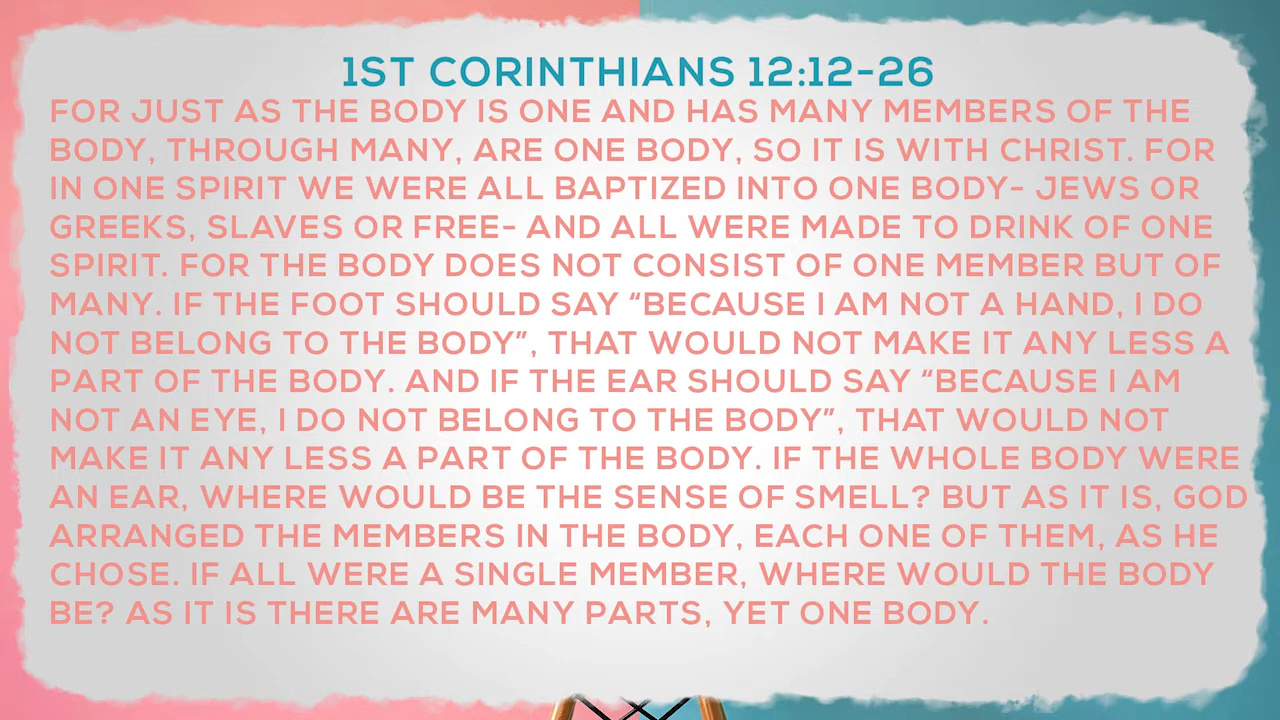 1ST CORINTHIANS 12:12-26
FOR JUST AS THE BODY IS ONE AND HAS MANY MEMBERS OF THE
BODY, THROUGH MANY, ARE ONE BODY, SO IT IS WITH CHRIST. FOR
IN ONE SPIRIT WE WERE ALL BAPTIZED INTO ONE BODY- JEWS OR
GREEKS, SLAVES OR FREE- AND ALL WERE MADE TO DRINK OF ONE
SPIRIT. FOR THE BODY DOES NOT CONSIST OF ONE MEMBER BUT OF
MANY. IF THE FOOT SHOULD SAY “BECAUSE I AM NOT A HAND, I DO
NOT BELONG TO THE BODY”, THAT WOULD NOT MAKE IT ANY LESS A
PART OF THE BODY. AND IF THE EAR SHOULD SAY “BECAUSE I AM
NOT AN EYE, I DO NOT BELONG TO THE BODY”, THAT WOULD NOT
MAKE IT ANY LESS A PART OF THE BODY. IF THE WHOLE BODY WERE
AN EAR, WHERE WOULD BE THE SENSE OF SMELL? BUT AS IT IS, GOD
ARRANGED THE MEMBERS IN THE BODY, EACH ONE OF THEM, AS HE
CHOSE. IF ALL WERE A SINGLE MEMBER, WHERE WOULD THE BODY
BE? AS IT IS THERE ARE MANY PARTS, YET ONE BODY.